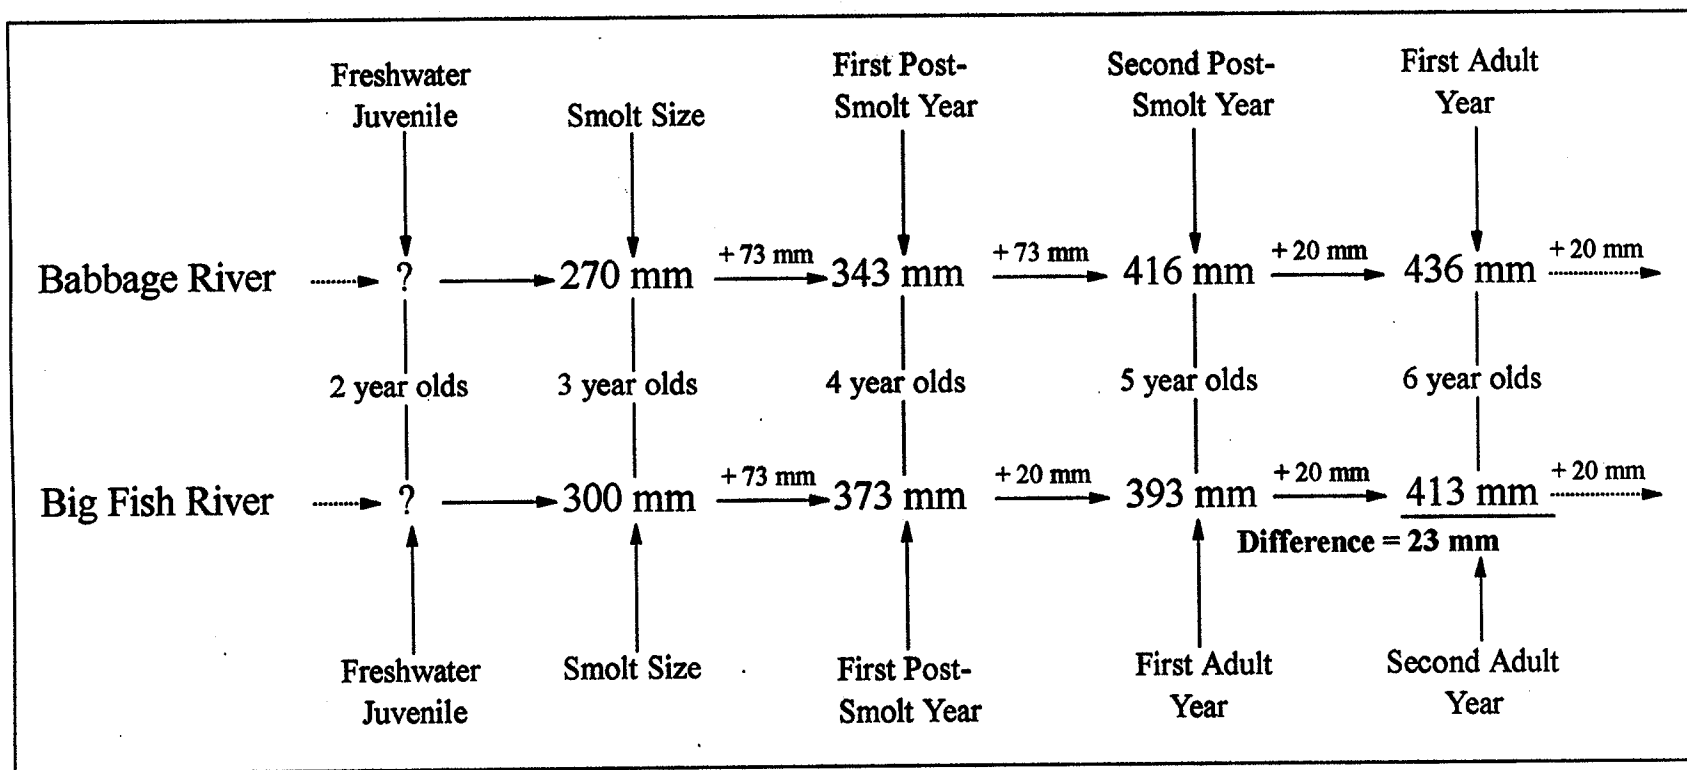 Freshwater
Juvenile
Smolt Size
First Post-
Smolt Year
Second Post-
Smolt Year
First Adult
Year
Babbage River ? 270 mm +73 mm 343 mm +73 mm 416 mm +20 mm 436 mm +20 mm
2 year olds 3 year olds 4 year olds 5 year olds 6 year olds
Big Fish River ? 300 mm +73 mm 373 mm +20 mm 393 mm +20 mm 413 mm +20 mm
Difference = 23 mm
Freshwater
Juvenile
Smolt Size
First Post-
Smolt Year
First Adult
Year
Second Adult
Year